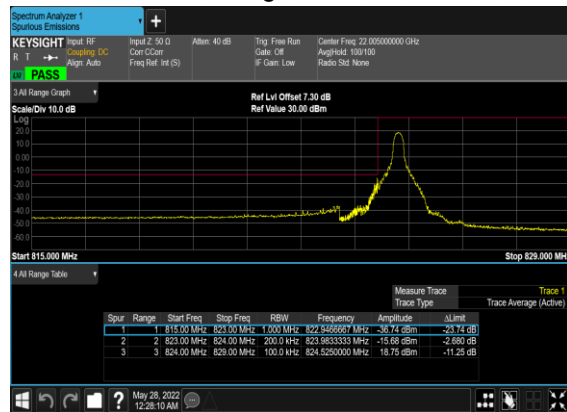 Spectrum Analyzer 1
Spurious Emissions
KEYSIGHT Input: RF Input Z: 50 Ω Atten: 40 dB Trig: Free Run Center Freq: 22.005000000 GHz
R T Coupling: DC Corr CCorr Gate: Off Avg|Hold: 100/100
Align: Auto Freq Ref: Int (S) IF Gain: Low Radio Std: None
LW PASS
3 All Range Graph
Ref Lvl Offset 7.30 dB
Scale/Div 10.0 dB Ref Value 30.00 dBm
Log
20.0
10.0
0.00
-10.0
-20.0
-30.0
-40.0
-50.0
-60.0
Start 815.000 MHz Stop 829.000 MH
4 All Range Table
Measure Trace Trace 1
Trace Type Trace Average (Active)
Spur Range Start Freq Stop Freq RBW Frequency Amplitude ΔLimit
1 1 815.00 MHz 823.00 MHz 1.000 MHz 822.9466667 MHz -36.74 dBm -23.74 dB
2 2 823.00 MHz 824.00 MHz 200.0 kHz 823.9833333 MHz -15.68 dBm -2.680 dB
3 3 824.00 MHz 829.00 MHz 100.0 kHz 824.5250000 MHz 18.75 dBm -11.25 dB
May 28, 2022
12:28:10 AM